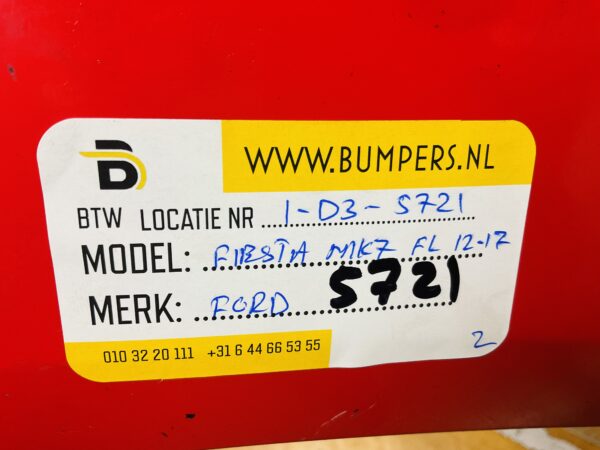 B
WWW.BUMPERS.NL
BTW LOCATIE NR 1-D3-5721
MODEL: FIESTA MK7 FL 12-17
MERK: FORD 5721
010 32 20 111 +31 6 44 66 53 55
2